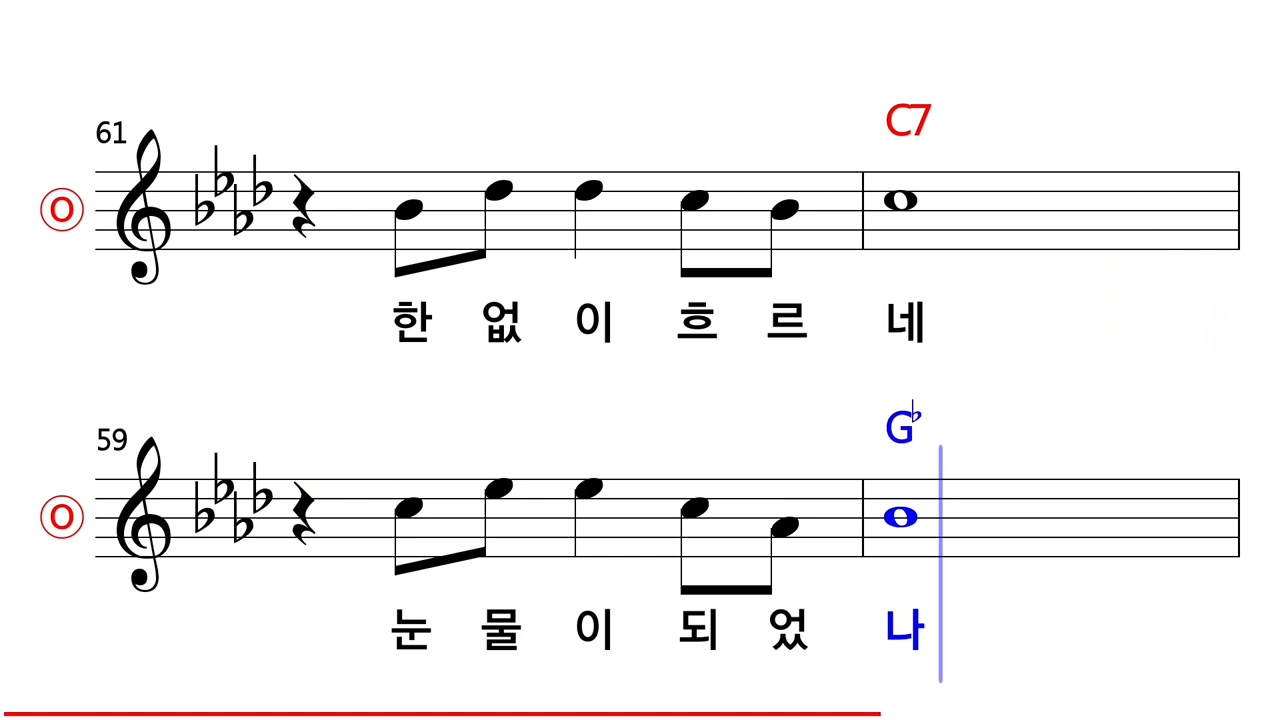 C7
61
O
한 없 이 흐 르 네
G♭
59
O
눈 물 이 되 었 나